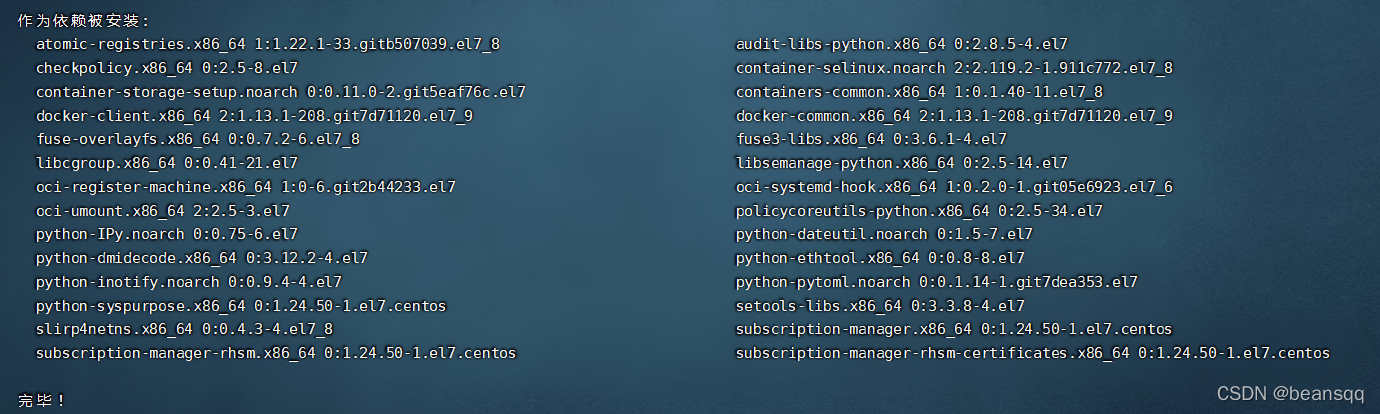 作为依赖被安装:
atomic-registries.x86_64 1:1.22.1-33.gitb507039.el7_8 audit-libs-python.x86_64 0:2.8.5-4.el7
checkpolicy.x86_64 0:2.5-8.el7 container-selinux.noarch 2:2.119.2-1.911c772.el7_8
container-storage-setup.noarch 0:0.11.0-2.git5eaf76c.el7 containers-common.x86_64 1:0.1.40-11.el7_8
docker-client.x86_64 2:1.13.1-208.git7d71120.el7_9 docker-common.x86_64 2:1.13.1-208.git7d71120.el7_9
fuse-overlayfs.x86_64 0:0.7.2-6.el7_8 fuse3-libs.x86_64 0:3.6.1-4.el7
libcgroup.x86_64 0:0.41-21.el7 libsemanage-python.x86_64 0:2.5-14.el7
oci-register-machine.x86_64 1:0-6.git2b44233.el7 oci-systemd-hook.x86_64 1:0.2.0-1.git05e6923.el7_6
oci-umount.x86_64 2:2.5-3.el7 policycoreutils-python.x86_64 0:2.5-34.el7
python-IPy.noarch 0:0.75-6.el7 python-dateutil.noarch 0:1.5-7.el7
python-dmidecode.x86_64 0:3.12.2-4.el7 python-ethtool.x86_64 0:0.8-8.el7
python-inotify.noarch 0:0.9.4-4.el7 python-pytoml.noarch 0:0.1.14-1.git7dea353.el7
python-syspurpose.x86_64 0:1.24.50-1.el7.centos setools-libs.x86_64 0:3.3.8-4.el7
slirp4netns.x86_64 0:0.4.3-4.el7_8 subscription-manager.x86_64 0:1.24.50-1.el7.centos
subscription-manager-rhsm.x86_64 0:1.24.50-1.el7.centos subscription-manager-rhsm-certificates.x86_64 0:1.24.50-1.el7.centos
完毕！
CSDN @beansqq